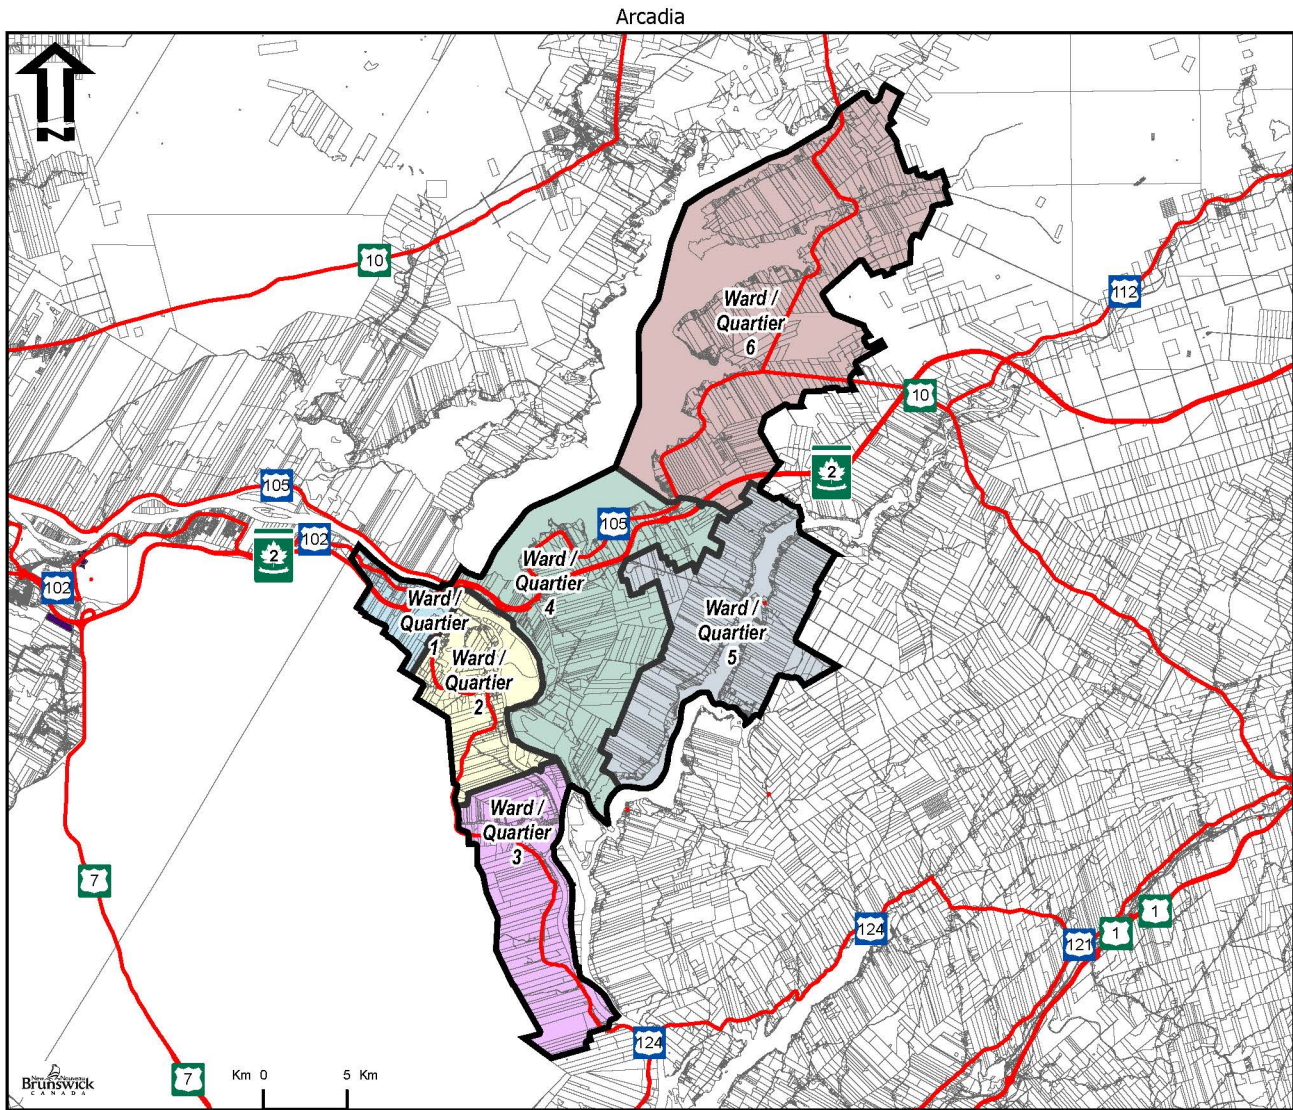 Arcadia
N
10
112
Ward /
Quartier
6
10
2
105
105
102
2
102
Ward /
Quartier
4
Ward /
Quartier
1
Ward /
Quartier
5
Ward /
Quartier
2
Ward /
Quartier
3
7
124
1
1
121
124
7
New Nouveau
Brunswick
CANADA
Km 0 5 Km